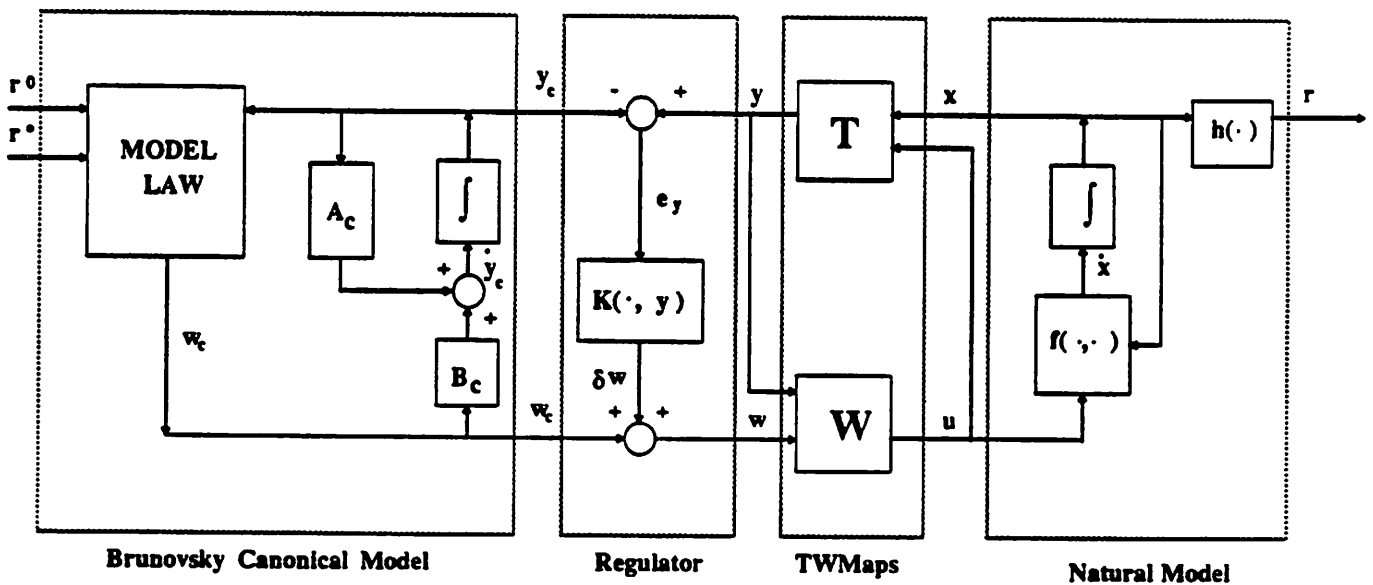 r⁰
r*
MODEL
LAW
w_c
A_c
∫
ẏ_c
+
+
B_c
y_c
w_c
Brunovsky Canonical Model
-
+
e_y
K(·, y)
δw
+
+
Regulator
y
w
T
W
TWMaps
x
u
∫
ẋ
f(·,·)
h(·)
r
Natural Model